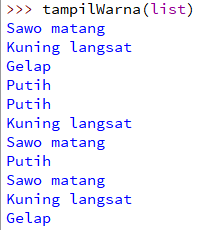 >>> tampilWarna(list)
Sawo matang
Kuning langsat
Gelap
Putih
Putih
Kuning langsat
Sawo matang
Putih
Sawo matang
Kuning langsat
Gelap